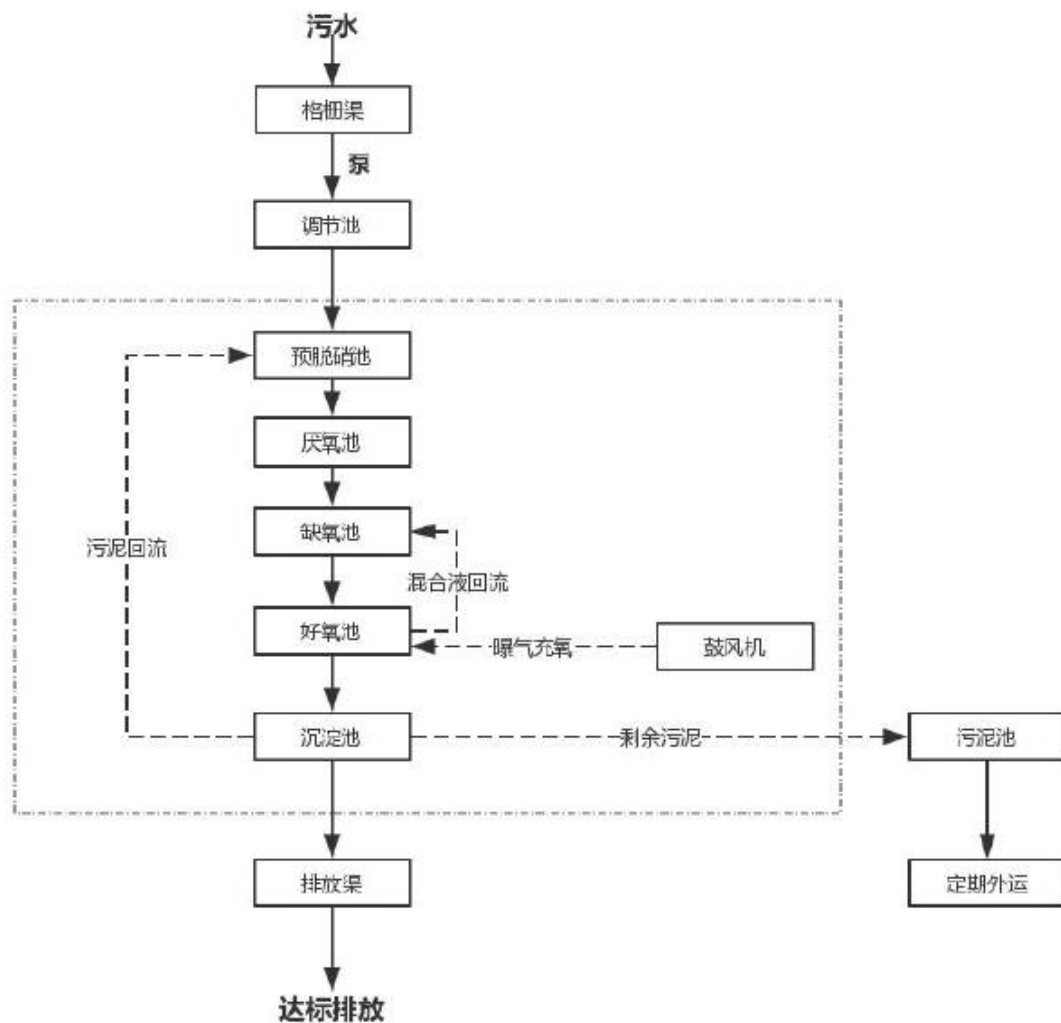 污水
格栅渠
泵
调节池
预脱硝池
厌氧池
缺氧池
污泥回流
混合液回流
好氧池
曝气充氧
鼓风机
沉淀池
剩余污泥
污泥池
排放渠
定期外运
达标排放